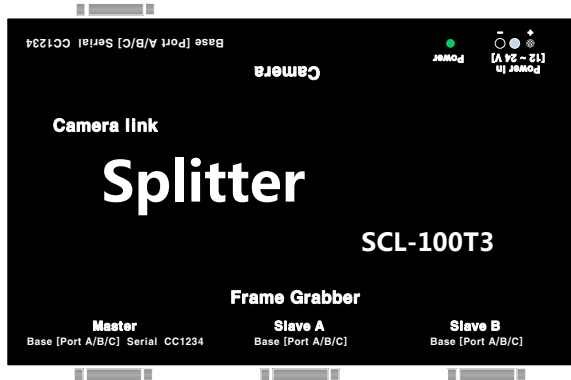 Base [Port A/B/C] Serial CC1234
Camera
Power
- +
[12 ~ 24 V]
Power In
Camera link
Splitter
SCL-100T3
Frame Grabber
Master
Base [Port A/B/C] Serial CC1234
Slave A
Base [Port A/B/C]
Slave B
Base [Port A/B/C]